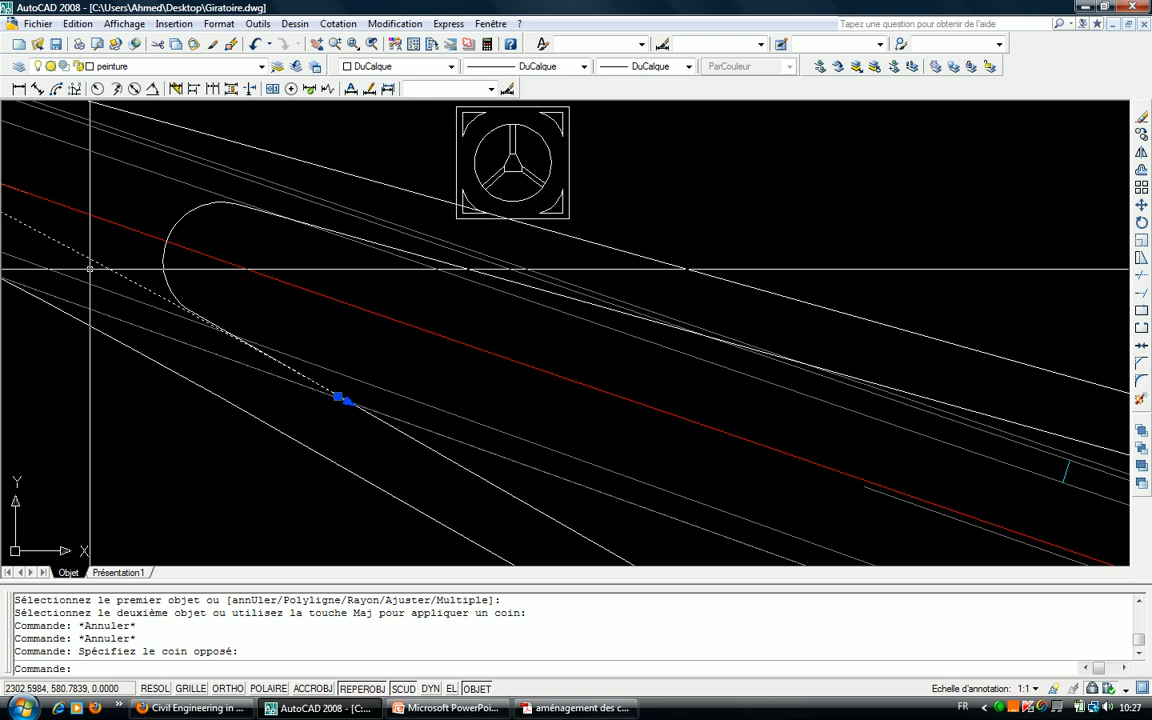 AutoCAD 2008 - [C:\Users\Ahmed\Desktop\Giratoire.dwg]
Fichier Edition Affichage Insertion Format Outils Dessin Cotation Modification Express Fenêtre ?
Tapez une question pour obtenir de l'aide
peinture DuCalque DuCalque DuCalque ParCouleur
Y
X
Objet Présentation1
Sélectionnez le premier objet ou [annUler/Polyligne/Rayon/Ajuster/Multiple]:
Sélectionnez le deuxième objet ou utilisez la touche Maj pour appliquer un coin:
Commande: *Annuler*
Commande: *Annuler*
Commande: Spécifiez le coin opposé:
Commande:
2302.5984, 580.7839, 0.0000 RESOL GRILLE ORTHO POLAIRE ACCROBJ REPEROBJ SCUD DYN EL OBJET Echelle d'annotation: 1:1
Civil Engineering in ... AutoCAD 2008 - [C:... Microsoft PowerPoi... aménagement des c... FR 10:27